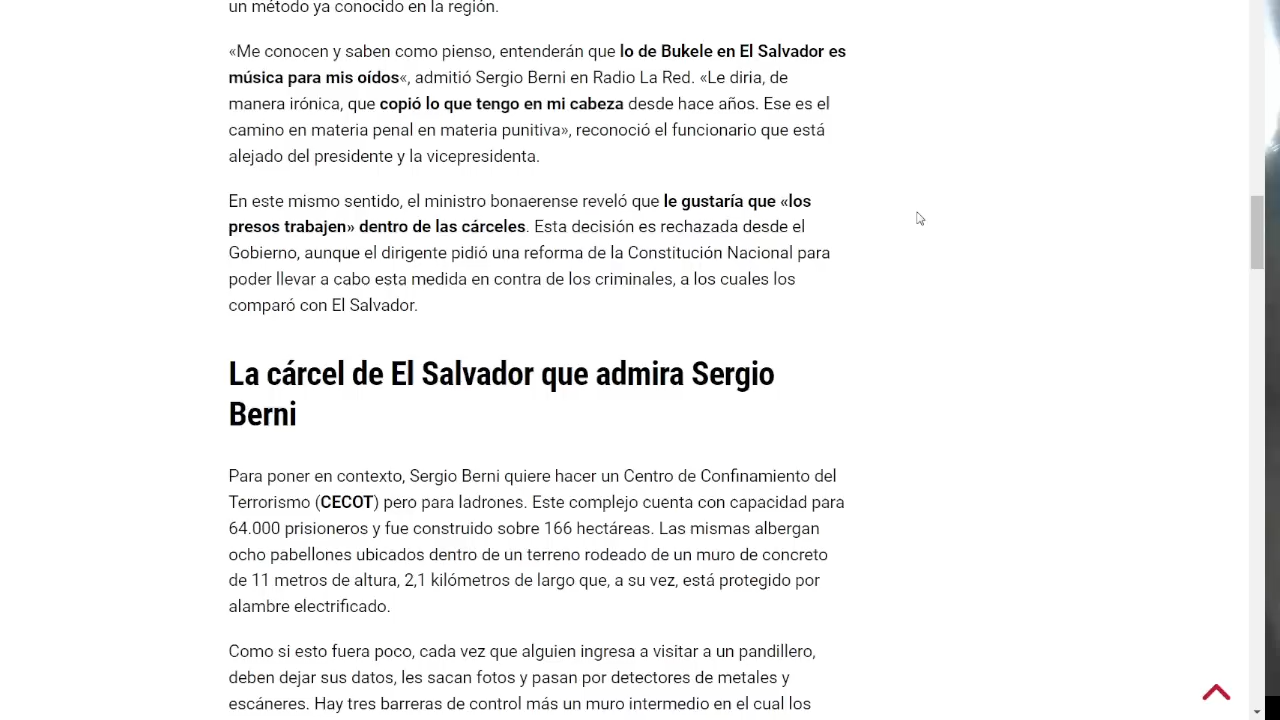 un método ya conocido en la región.
«Me conocen y saben como pienso, entenderán que lo de Bukele en El Salvador es
música para mis oídos«, admitió Sergio Berni en Radio La Red. «Le diria, de
manera irónica, que copió lo que tengo en mi cabeza desde hace años. Ese es el
camino en materia penal en materia punitiva», reconoció el funcionario que está
alejado del presidente y la vicepresidenta.
En este mismo sentido, el ministro bonaerense reveló que le gustaría que «los
presos trabajen» dentro de las cárceles. Esta decisión es rechazada desde el
Gobierno, aunque el dirigente pidió una reforma de la Constitución Nacional para
poder llevar a cabo esta medida en contra de los criminales, a los cuales los
comparó con El Salvador.
La cárcel de El Salvador que admira Sergio
Berni
Para poner en contexto, Sergio Berni quiere hacer un Centro de Confinamiento del
Terrorismo (CECOT) pero para ladrones. Este complejo cuenta con capacidad para
64.000 prisioneros y fue construido sobre 166 hectáreas. Las mismas albergan
ocho pabellones ubicados dentro de un terreno rodeado de un muro de concreto
de 11 metros de altura, 2,1 kilómetros de largo que, a su vez, está protegido por
alambre electrificado.
Como si esto fuera poco, cada vez que alguien ingresa a visitar a un pandillero,
deben dejar sus datos, les sacan fotos y pasan por detectores de metales y
escáneres. Hay tres barreras de control más un muro intermedio en el cual los